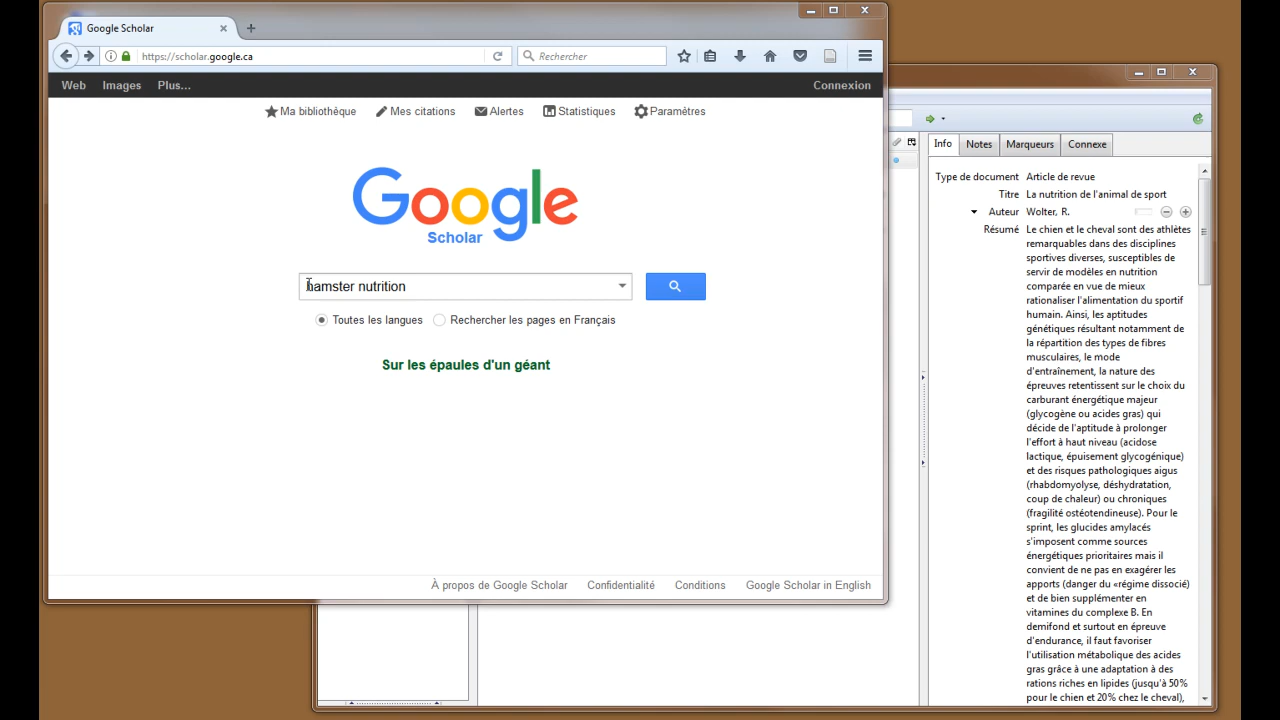 Google Scholar
https://scholar.google.ca
Rechercher
Web Images Plus... Connexion
Ma bibliothèque Mes citations Alertes Statistiques Paramètres
Google
Scholar
hamster nutrition
Toutes les langues Rechercher les pages en Français
Sur les épaules d'un géant
À propos de Google Scholar Confidentialité Conditions Google Scholar in English
Info Notes Marqueurs Connexe
Type de document Article de revue
Titre La nutrition de l'animal de sport
Auteur Wolter, R.
Résumé Le chien et le cheval sont des athlètes
remarquables dans des disciplines
sportives diverses, susceptibles de
servir de modèles en nutrition
comparée en vue de mieux
rationaliser l'alimentation du sportif
humain. Ainsi, les aptitudes
génétiques résultant notamment de
la répartition des types de fibres
musculaires, le mode
d'entraînement, la nature des
épreuves retentissent sur le choix du
carburant énergétique majeur
(glycogène ou acides gras) qui
décide de l'aptitude à prolonger
l'effort à haut niveau (acidose
lactique, épuisement glycogénique)
et des risques pathologiques aigus
(rhabdomyolyse, déshydratation,
coup de chaleur) ou chroniques
(fragilité ostéotendineuse). Pour le
sprint, les glucides amylacés
s'imposent comme sources
énergétiques prioritaires mais il
convient de ne pas en exagérer les
apports (danger du «régime dissocié)
et de bien supplémenter en
vitamines du complexe B. En
demifond et surtout en épreuve
d'endurance, il faut favoriser
l'utilisation métabolique des acides
gras grâce à une adaptation à des
rations riches en lipides (jusqu'à 50%
pour le chien et 20% chez le cheval),